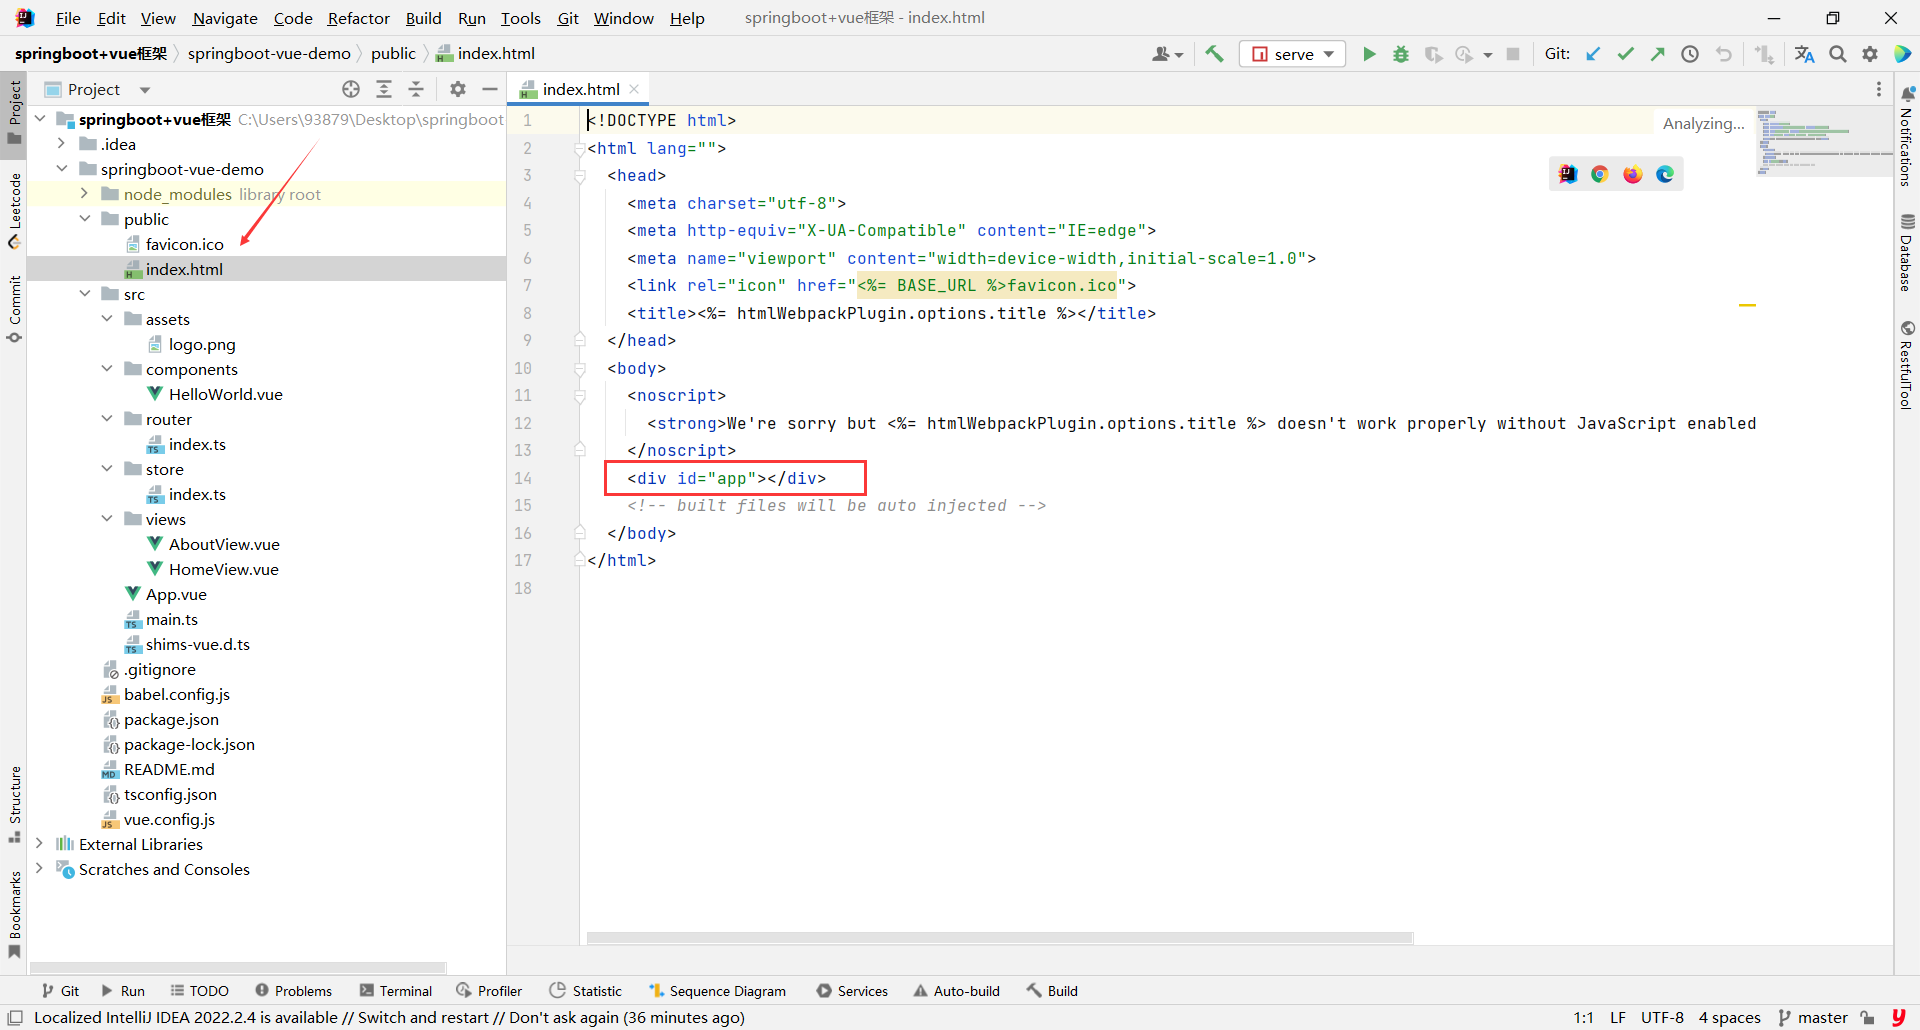 File Edit View Navigate Code Refactor Build Run Tools Git Window Help springboot+vue框架 - index.html
springboot+vue框架 springboot-vue-demo public index.html serve Git:
Project
Leetcode
Commit
Structure
Bookmarks
Project
springboot+vue框架 C:\Users\93879\Desktop\springboot
.idea
springboot-vue-demo
node_modules library root
public
favicon.ico
index.html
src
assets
logo.png
components
HelloWorld.vue
router
index.ts
store
index.ts
views
AboutView.vue
HomeView.vue
App.vue
main.ts
shims-vue.d.ts
.gitignore
babel.config.js
package.json
package-lock.json
README.md
tsconfig.json
vue.config.js
External Libraries
Scratches and Consoles
index.html
Analyzing...
1 <!DOCTYPE html>
2 <html lang="">
3 <head>
4 <meta charset="utf-8">
5 <meta http-equiv="X-UA-Compatible" content="IE=edge">
6 <meta name="viewport" content="width=device-width,initial-scale=1.0">
7 <link rel="icon" href="<%= BASE_URL %>favicon.ico">
8 <title><%= htmlWebpackPlugin.options.title %></title>
9 </head>
10 <body>
11 <noscript>
12 <strong>We're sorry but <%= htmlWebpackPlugin.options.title %> doesn't work properly without JavaScript enabled
13 </noscript>
14 <div id="app"></div>
15 <!-- built files will be auto injected -->
16 </body>
17 </html>
18
Notifications
Database
RestfulTool
Git Run TODO Problems Terminal Profiler Statistic Sequence Diagram Services Auto-build Build
Localized IntelliJ IDEA 2022.2.4 is available // Switch and restart // Don't ask again (36 minutes ago) 1:1 LF UTF-8 4 spaces master